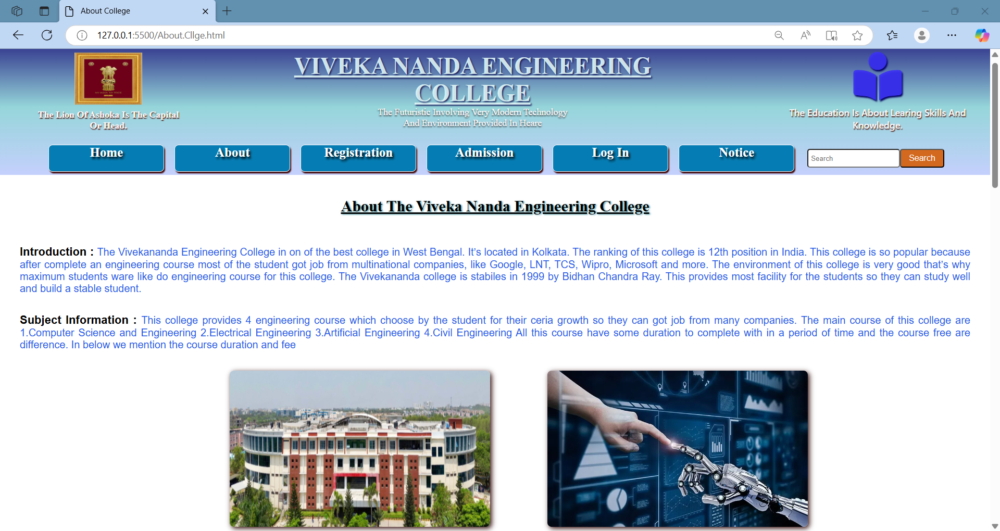 About College
127.0.0.1:5500/About.Cllge.html
VIVEKA NANDA ENGINEERING
COLLEGE
The Futuristic Involving Very Modern Technology
And Environment Provided In Heare
The Lion Of Ashoka Is The Capital
Or Head.
The Education Is About Learing Skills And
Knowledge.
Home
About
Registration
Admission
Log In
Notice
Search
Search
About The Viveka Nanda Engineering College
Introduction : The Vivekananda Engineering College in on of the best college in West Bengal. It’s located in Kolkata. The ranking of this college is 12th position in India. This college is so popular because
after complete an engineering course most of the student got job from multinational companies, like Google, LNT, TCS, Wipro, Microsoft and more. The environment of this college is very good that’s why
maximum students ware like do engineering course for this college. The Vivekananda college is stabiles in 1999 by Bidhan Chandra Ray. This provides most facility for the students so they can study well
and build a stable student.
Subject Information : This college provides 4 engineering course which choose by the student for their ceria growth so they can got job from many companies. The main course of this college are
1.Computer Science and Engineering 2.Electrical Engineering 3.Artificial Engineering 4.Civil Engineering All this course have some duration to complete with in a period of time and the course free are
difference. In below we mention the course duration and fee